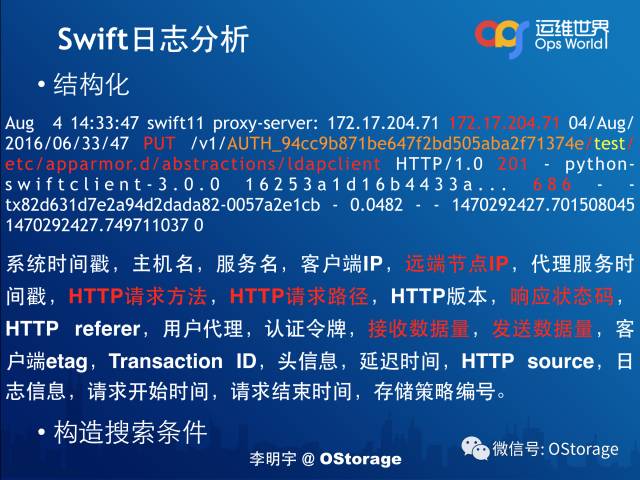 Swift日志分析
运维世界
Ops World
• 结构化
Aug 4 14:33:47 swift11 proxy-server: 172.17.204.71 172.17.204.71 04/Aug/
2016/06/33/47 PUT /v1/AUTH_94cc9b871be647f2bd505aba2f71374e/test/
etc/apparmor.d/abstractions/ldapclient HTTP/1.0 201 - python-
swiftclient-3.0.0 16253a1d16b4433a... 686 - -
tx82d631d7e2a94d2dada82-0057a2e1cb - 0.0482 - - 1470292427.701508045
1470292427.749711037 0
系统时间戳，主机名，服务名，客户端IP，远端节点IP，代理服务时
间戳，HTTP请求方法，HTTP请求路径，HTTP版本，响应状态码，
HTTP referer，用户代理，认证令牌，接收数据量，发送数据量，客
户端etag，Transaction ID，头信息，延迟时间，HTTP source，日
志信息，请求开始时间，请求结束时间，存储策略编号。
• 构造搜索条件
微信号: OStorage
李明宇 @ OStorage